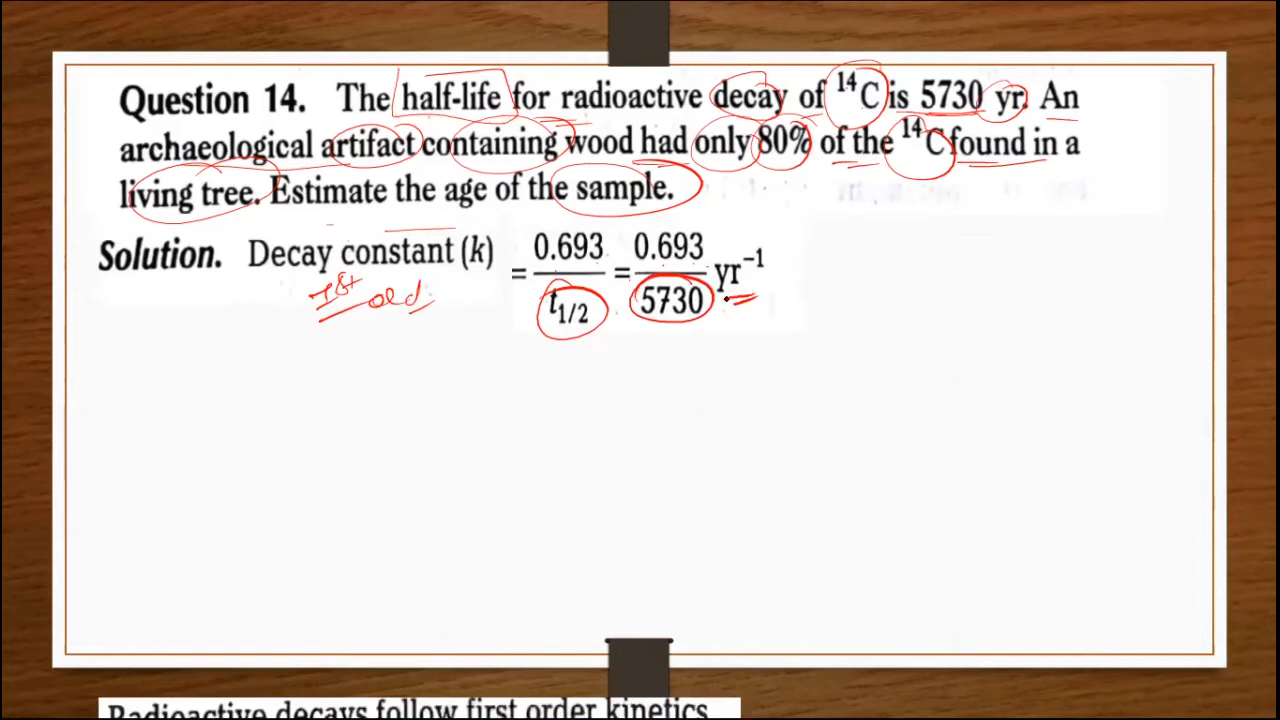 Question 14. The half-life for radioactive decay of ¹⁴C is 5730 yr. An
archaeological artifact containing wood had only 80% of the ¹⁴C found in a
living tree. Estimate the age of the sample.
Solution. Decay constant (k) = 0.693/t₁/₂ = 0.693/5730 yr⁻¹
1st
Radioactive decays follow first order kinetics